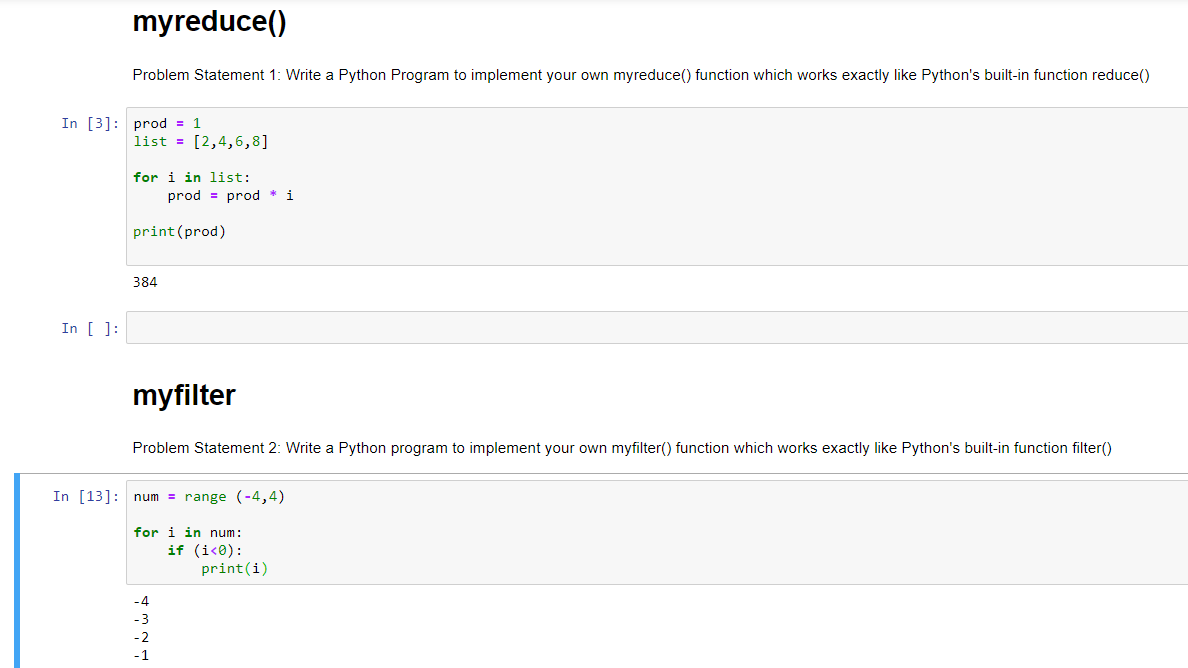 myreduce()
Problem Statement 1: Write a Python Program to implement your own myreduce() function which works exactly like Python's built-in function reduce()
In [3]: prod = 1
list = [2,4,6,8]
for i in list:
    prod = prod * i
print(prod)
384
In [ ]:
myfilter
Problem Statement 2: Write a Python program to implement your own myfilter() function which works exactly like Python's built-in function filter()
In [13]: num = range (-4,4)
for i in num:
    if (i<0):
        print(i)
-4
-3
-2
-1